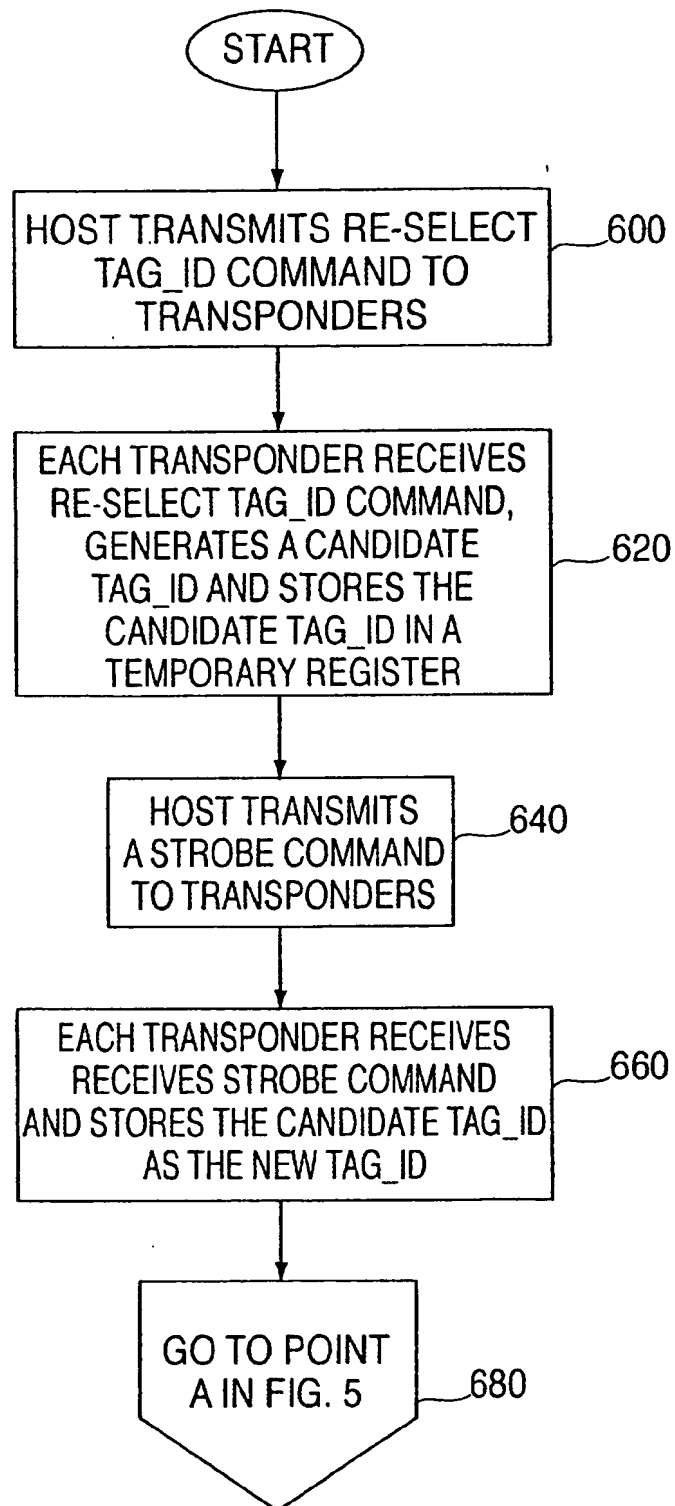 START
HOST TRANSMITS RE-SELECT
TAG_ID COMMAND TO
TRANSPONDERS
600
EACH TRANSPONDER RECEIVES
RE-SELECT TAG_ID COMMAND,
GENERATES A CANDIDATE
TAG_ID AND STORES THE
CANDIDATE TAG_ID IN A
TEMPORARY REGISTER
620
HOST TRANSMITS
A STROBE COMMAND
TO TRANSPONDERS
640
EACH TRANSPONDER RECEIVES
RECEIVES STROBE COMMAND
AND STORES THE CANDIDATE TAG_ID
AS THE NEW TAG_ID
660
GO TO POINT
A IN FIG. 5
680